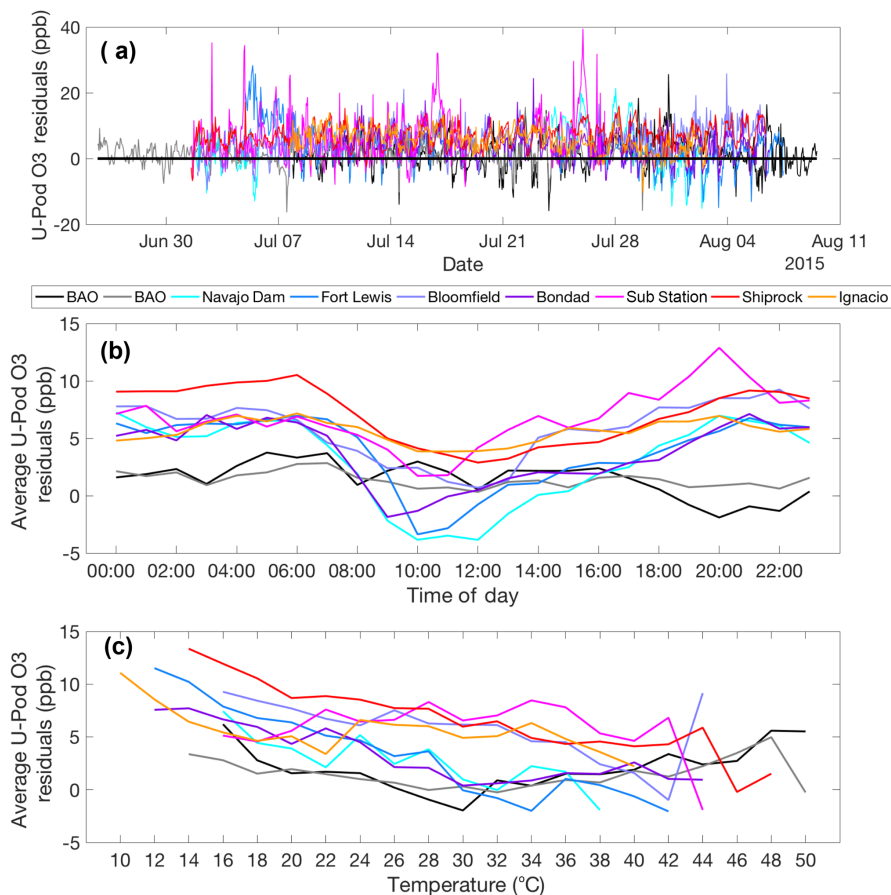 ( a)
U-Pod O3 residuals (ppb)
40
20
0
-20
Jun 30 Jul 07 Jul 14 Jul 21 Jul 28 Aug 04 Aug 11
Date 2015
BAO BAO Navajo Dam Fort Lewis Bloomfield Bondad Sub Station Shiprock Ignacio
(b)
Average U-Pod O3
residuals (ppb)
15
10
5
0
-5
00:00 02:00 04:00 06:00 08:00 10:00 12:00 14:00 16:00 18:00 20:00 22:00
Time of day
(c)
Average U-Pod O3
residuals (ppb)
15
10
5
0
-5
10 12 14 16 18 20 22 24 26 28 30 32 34 36 38 40 42 44 46 48 50
Temperature (°C)